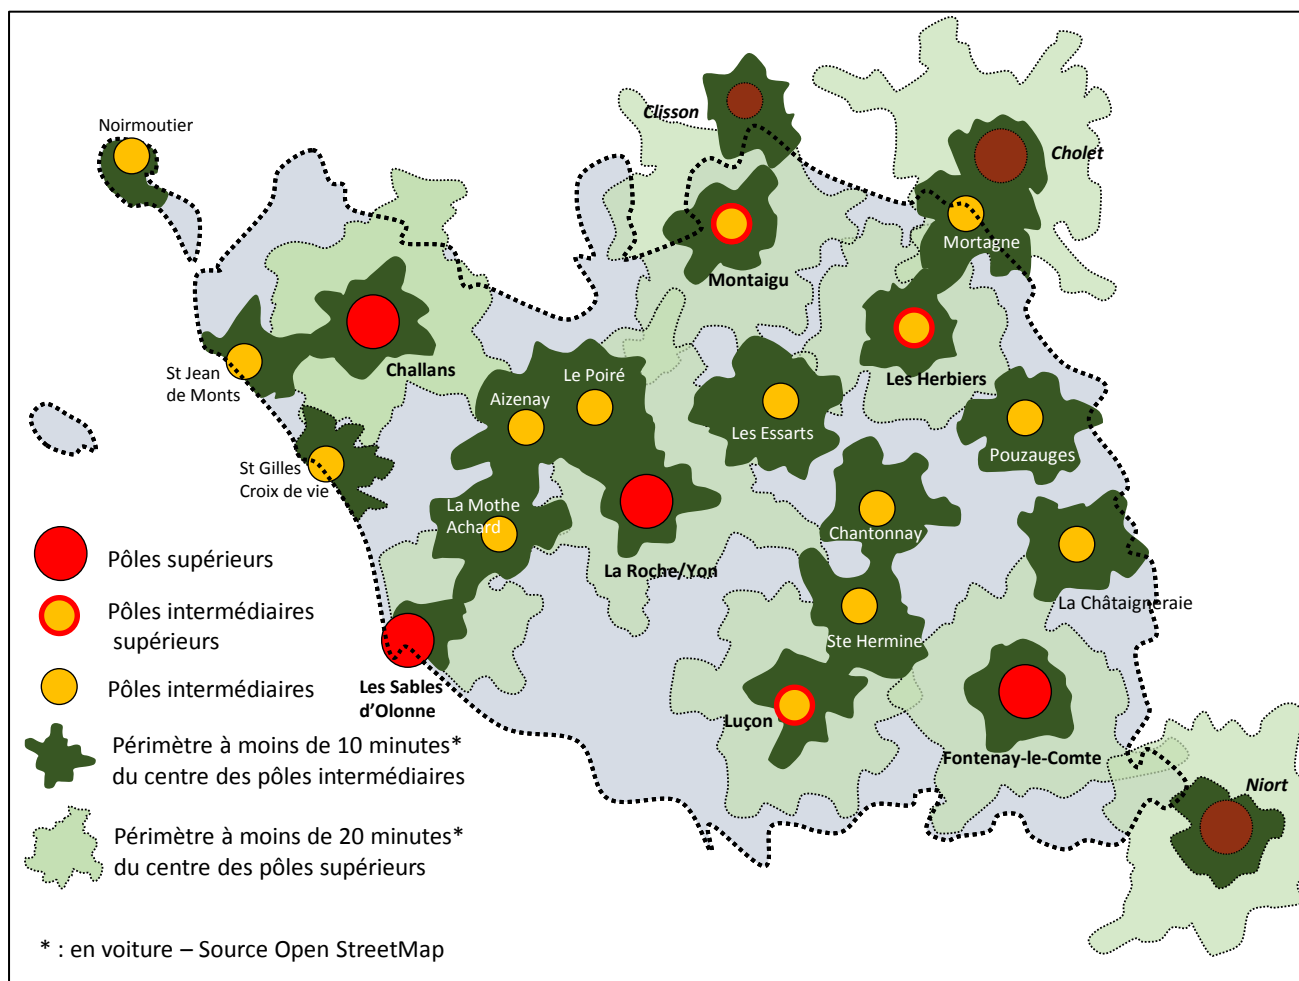 Clisson
Noirmoutier
Cholet
Mortagne
Montaigu
Challans
St Jean
de Monts
Le Poiré
Aizenay
Les Herbiers
Les Essarts
Pouzauges
St Gilles
Croix de vie
La Mothe
Achard
Chantonnay
La Roche/Yon
La Châtaigneraie
Ste Hermine
Les Sables
d’Olonne
Luçon
Fontenay-le-Comte
Niort
Pôles supérieurs
Pôles intermédiaires
supérieurs
Pôles intermédiaires
Périmètre à moins de 10 minutes*
du centre des pôles intermédiaires
Périmètre à moins de 20 minutes*
du centre des pôles supérieurs
* : en voiture – Source Open StreetMap